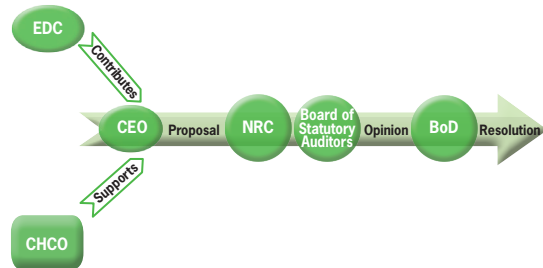 EDC
Contributes
CEO
Proposal
NRC
Board of
Statutory
Auditors
Opinion
BoD
Resolution
Supports
CHCO